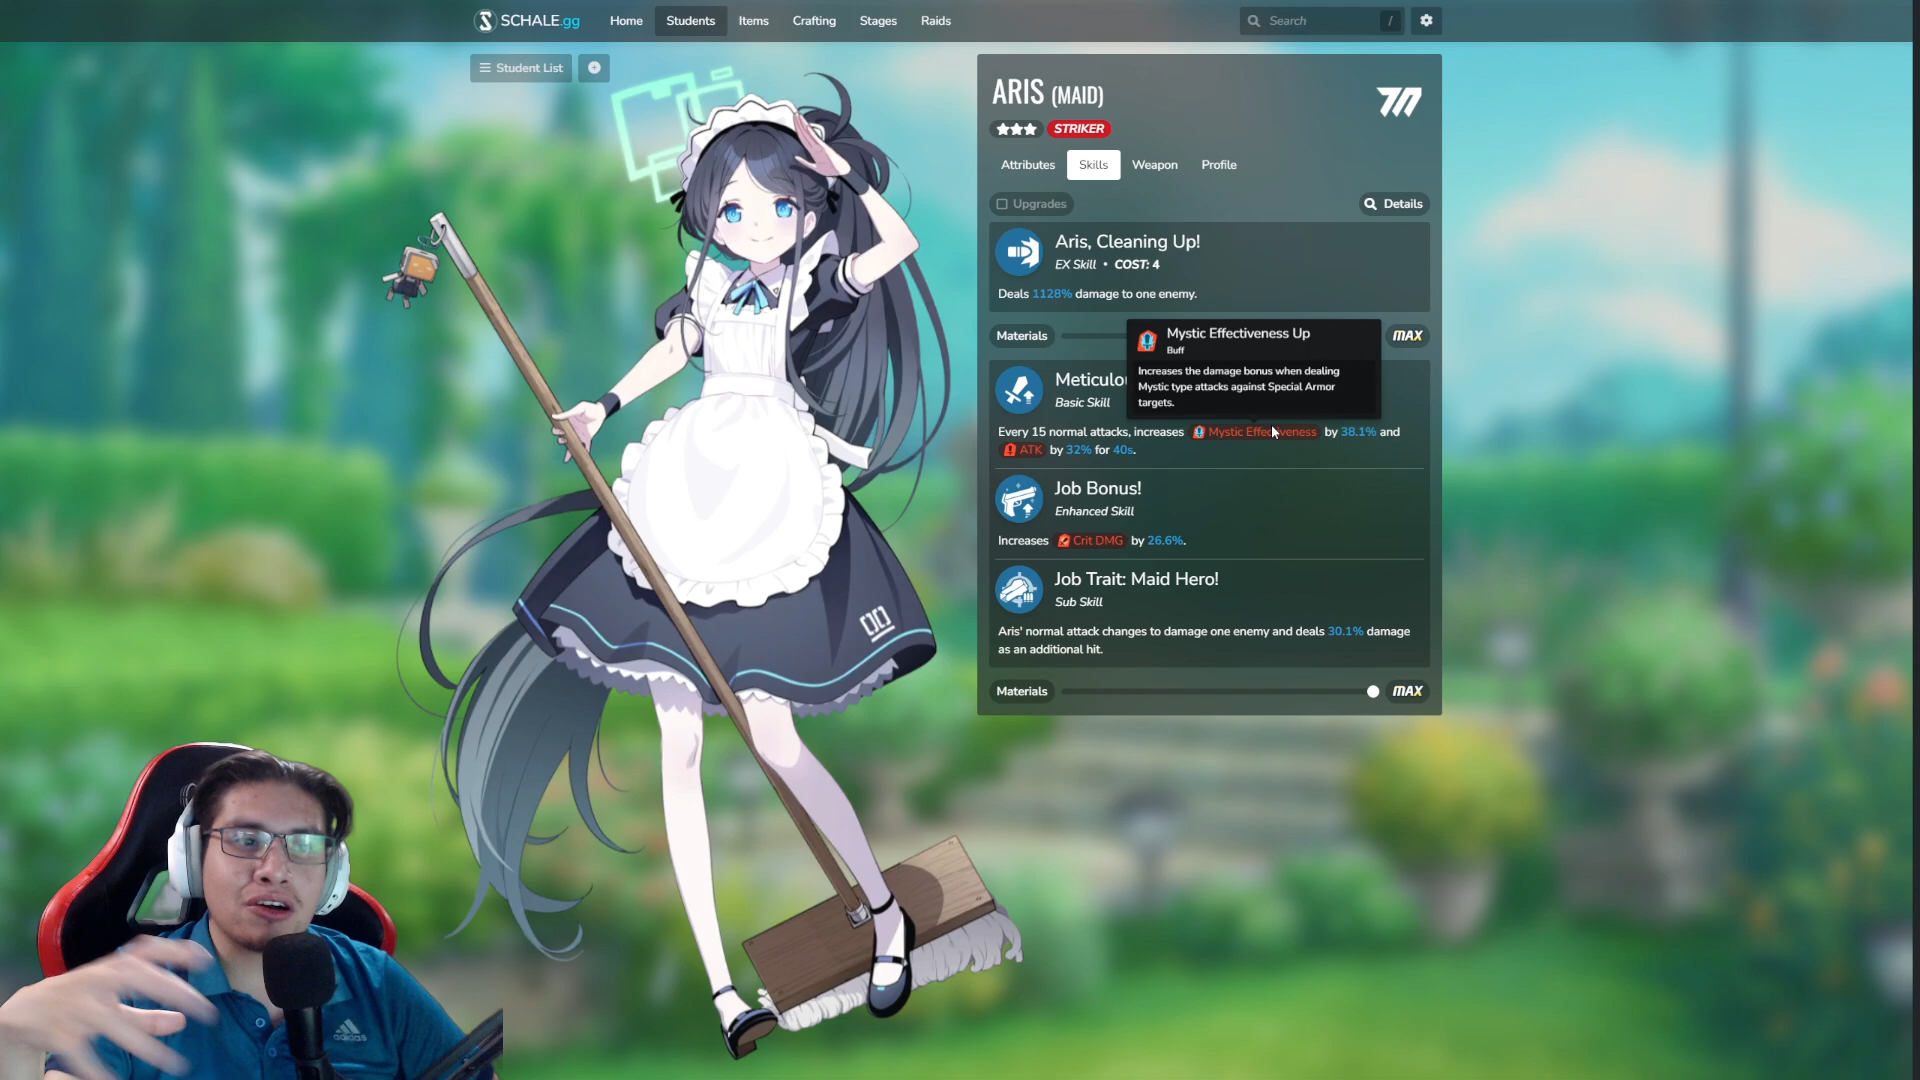 SCHALE.gg
Home
Students
Items
Crafting
Stages
Raids
Search
/
Student List
ARIS (MAID)
STRIKER
Attributes
Skills
Weapon
Profile
Upgrades
Details
Aris, Cleaning Up!
EX Skill • COST: 4
Deals 1128% damage to one enemy.
Materials
MAX
Mystic Effectiveness Up
Buff
Increases the damage bonus when dealing
Mystic type attacks against Special Armor
targets.
Meticulo
Basic Skill
Every 15 normal attacks, increases Mystic Effectiveness by 38.1% and
ATK by 32% for 40s.
Job Bonus!
Enhanced Skill
Increases Crit DMG by 26.6%.
Job Trait: Maid Hero!
Sub Skill
Aris' normal attack changes to damage one enemy and deals 30.1% damage
as an additional hit.
Materials
MAX
adidas